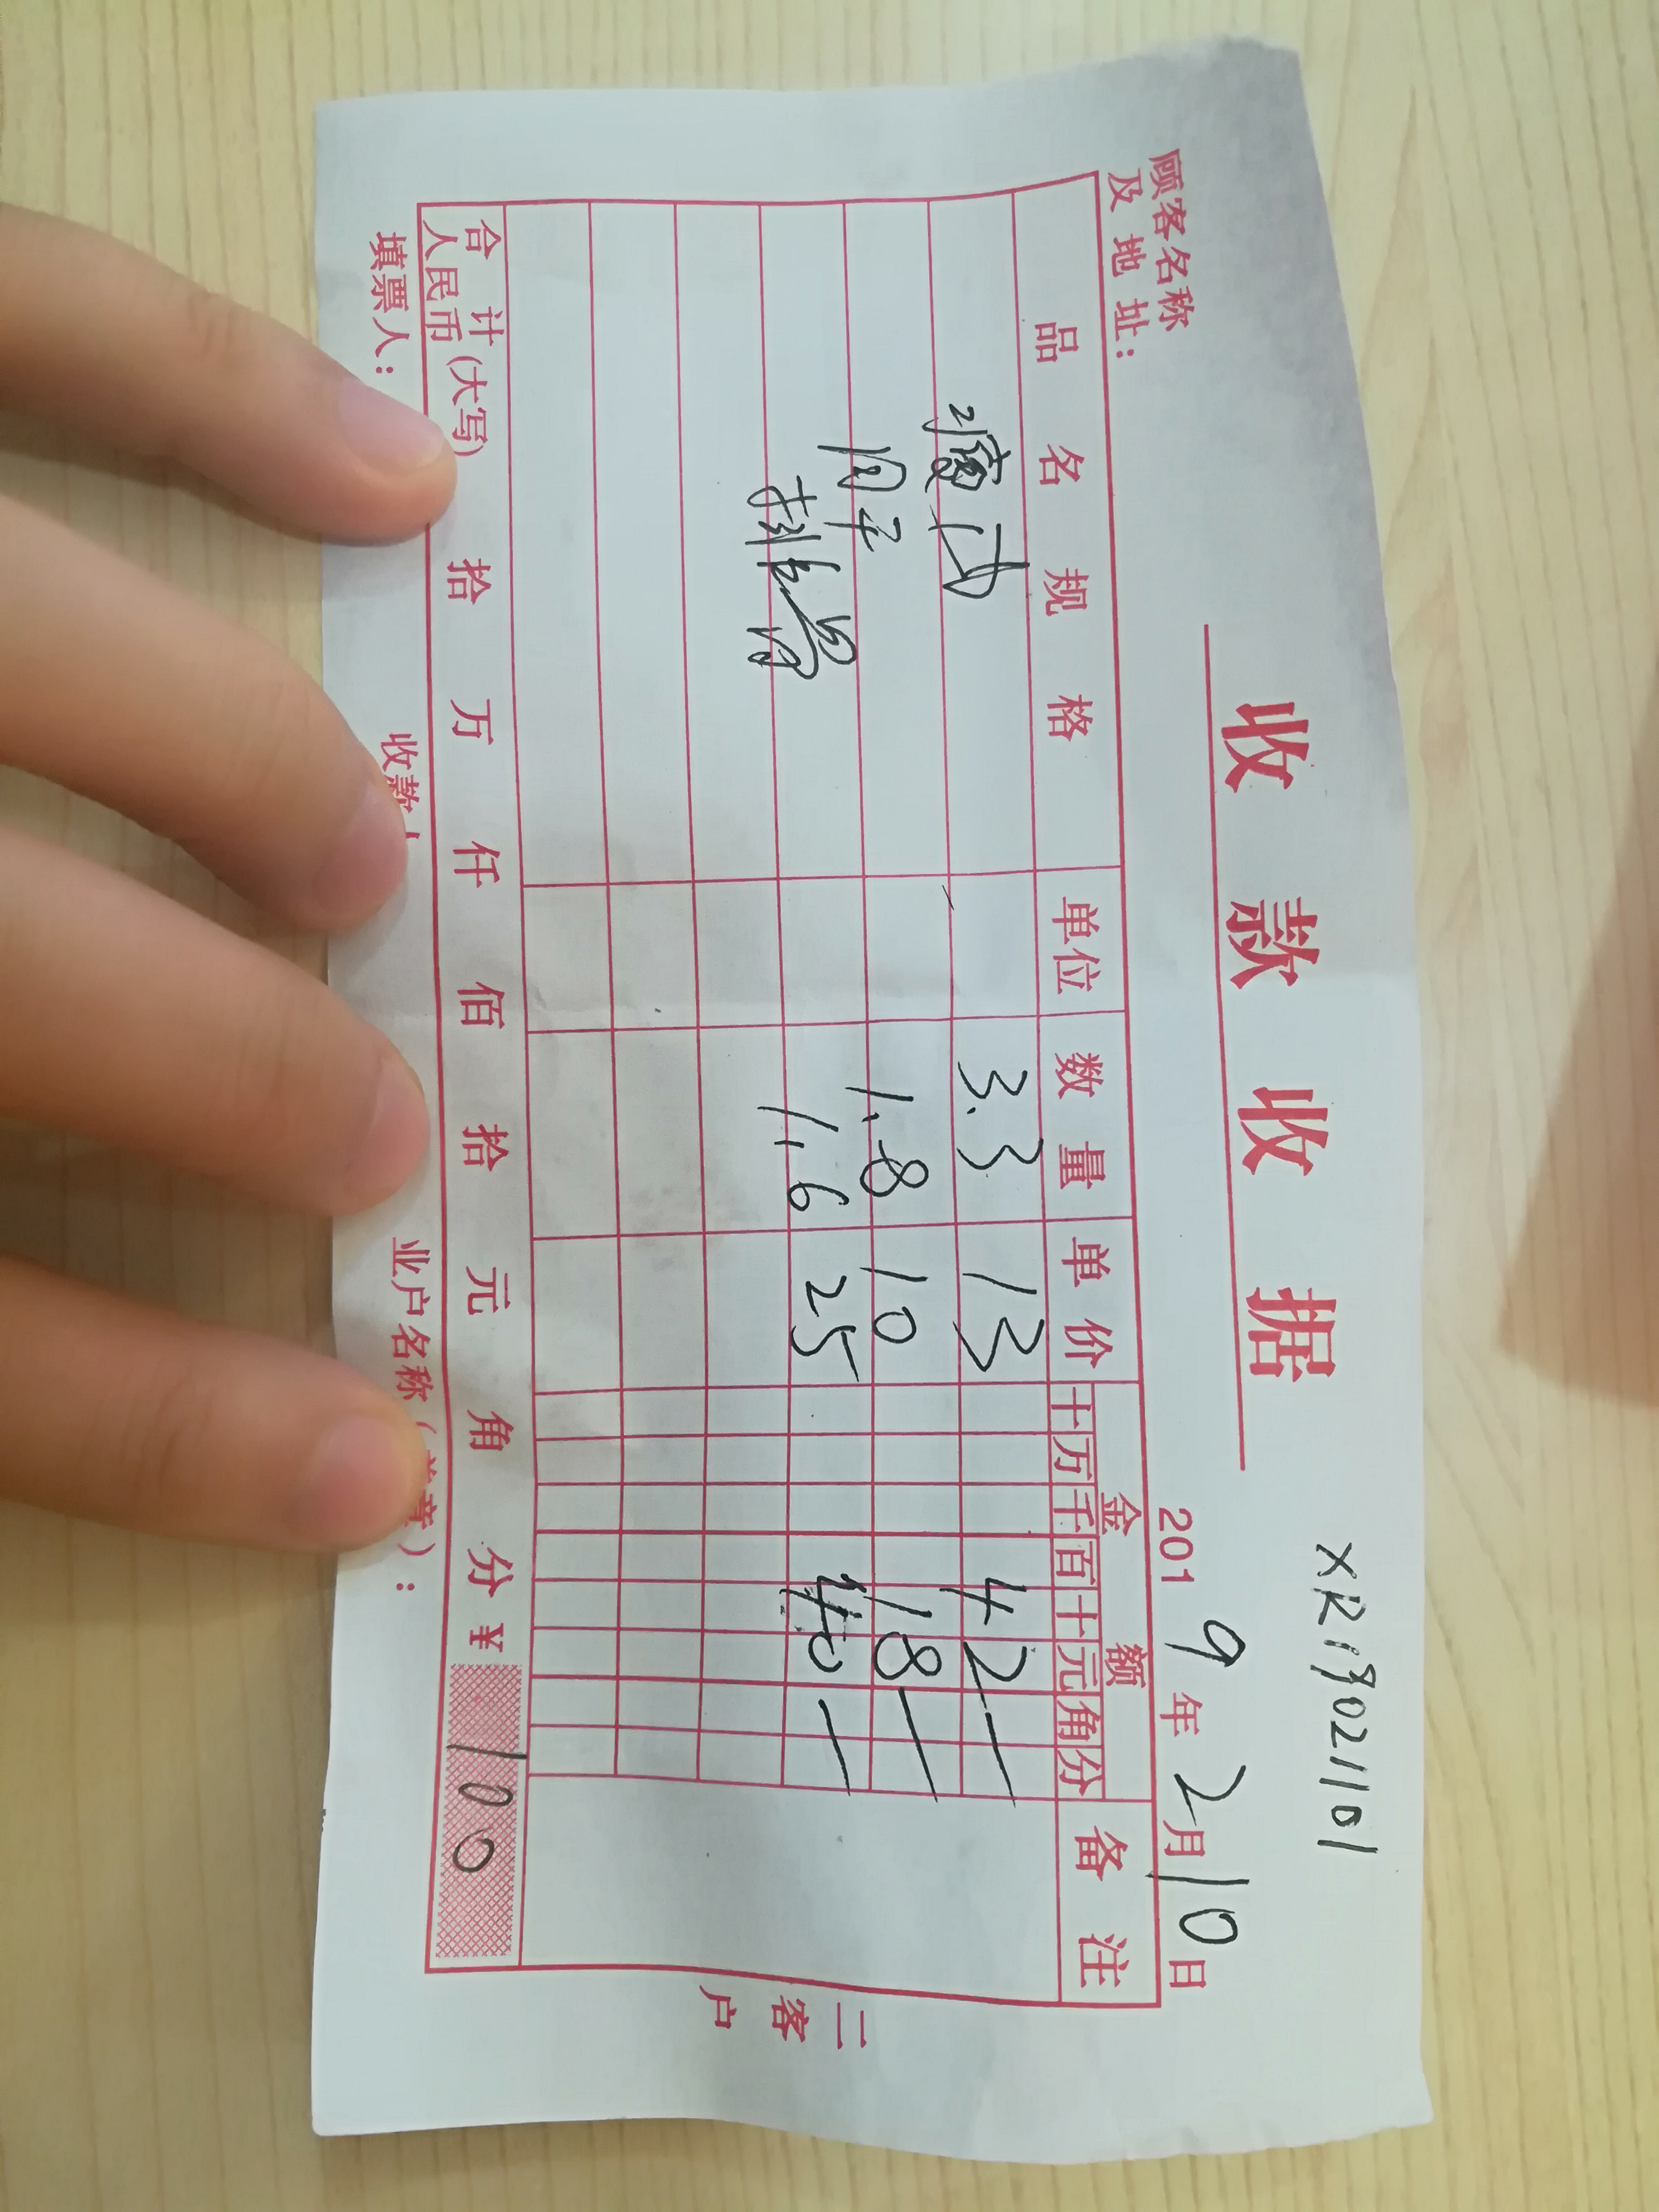 XR19021101
收款收据
顾客名称
及地址：
2019年2月10日
品名规格 单位 数量 单价 金额 备注
十万千百十元角分
瘦肉 3.3 13 42—
肝 1.8 10 18—
排骨 1.6 25 40—
二客户
合计人民币(大写) 拾 万 仟 佰 拾 元 角 分 ¥ 100
填票人： 收款 业户名称（盖章）：